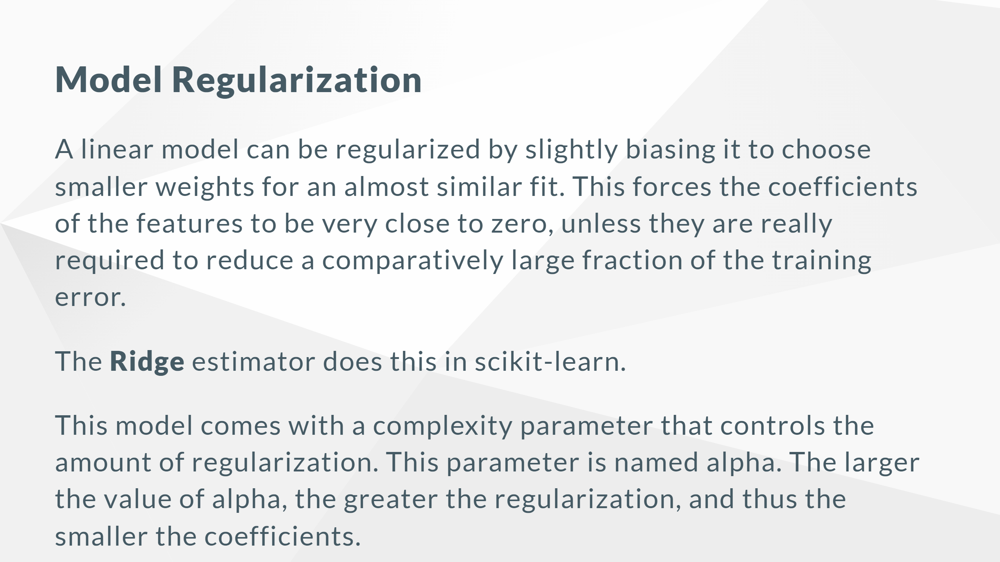 Model Regularization
A linear model can be regularized by slightly biasing it to choose
smaller weights for an almost similar fit. This forces the coefficients
of the features to be very close to zero, unless they are really
required to reduce a comparatively large fraction of the training
error.
The Ridge estimator does this in scikit-learn.
This model comes with a complexity parameter that controls the
amount of regularization. This parameter is named alpha. The larger
the value of alpha, the greater the regularization, and thus the
smaller the coefficients.